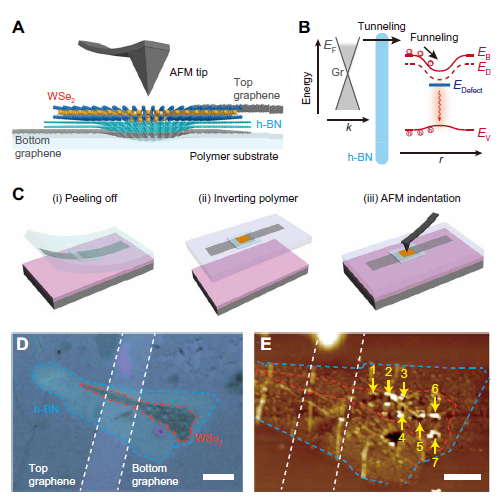 A
AFM tip
WSe2
Top
graphene
h-BN
Bottom
graphene
Polymer substrate
B
Tunneling
Funneling
EF
Energy
Gr
k
h-BN
EB
ED
EDefect
EV
r
C
(i) Peeling off
(ii) Inverting polymer
(iii) AFM indentation
D
h-BN
WSe2
Top
graphene
Bottom
graphene
E
1
2
3
4
5
6
7